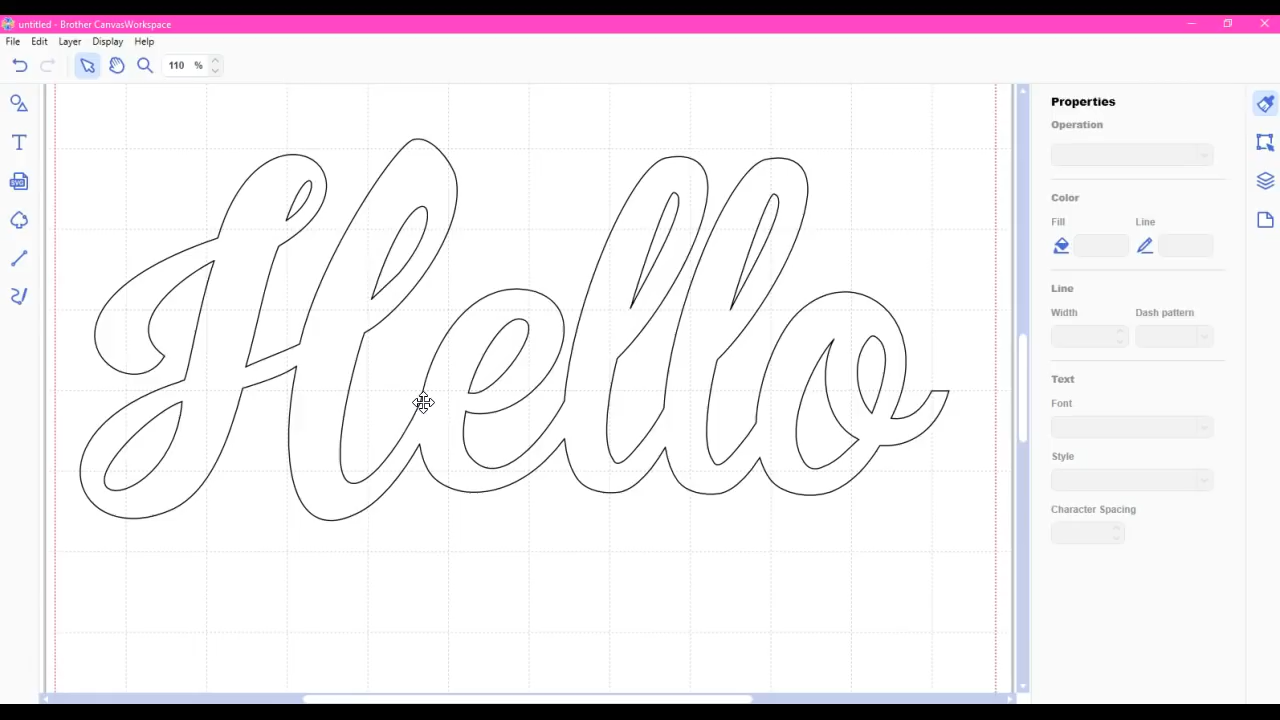 untitled - Brother CanvasWorkspace
File Edit Layer Display Help
110 %
T
SVG
Hello
Properties
Operation
Color
Fill Line
Line
Width Dash pattern
Text
Font
Style
Character Spacing